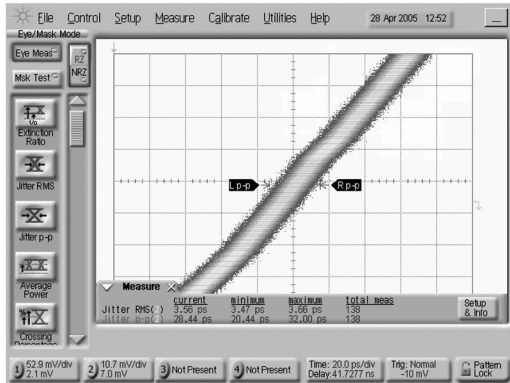 File Control Setup Measure Calibrate Utilities Help 28 Apr 2005 12:52
Eye/Mask Mode
Eye Meas
RZ
NRZ
Msk Test
Extinction
Ratio
Jitter RMS
Jitter p-p
Average
Power
Crossing
L p-p
R p-p
Measure
current minimum maximum total meas
Jitter RMS( ) 3.56 ps 3.47 ps 3.66 ps 138
Jitter p-p( ) 28.44 ps 20.44 ps 32.00 ps 138
Setup
& Info
1) 52.9 mV/div
2.1 mV
2) 10.7 mV/div
7.0 mV
3) Not Present
4) Not Present
Time: 20.0 ps/div
Delay: 41.7277 ns
Trig: Normal
-10 mV
Pattern
Lock